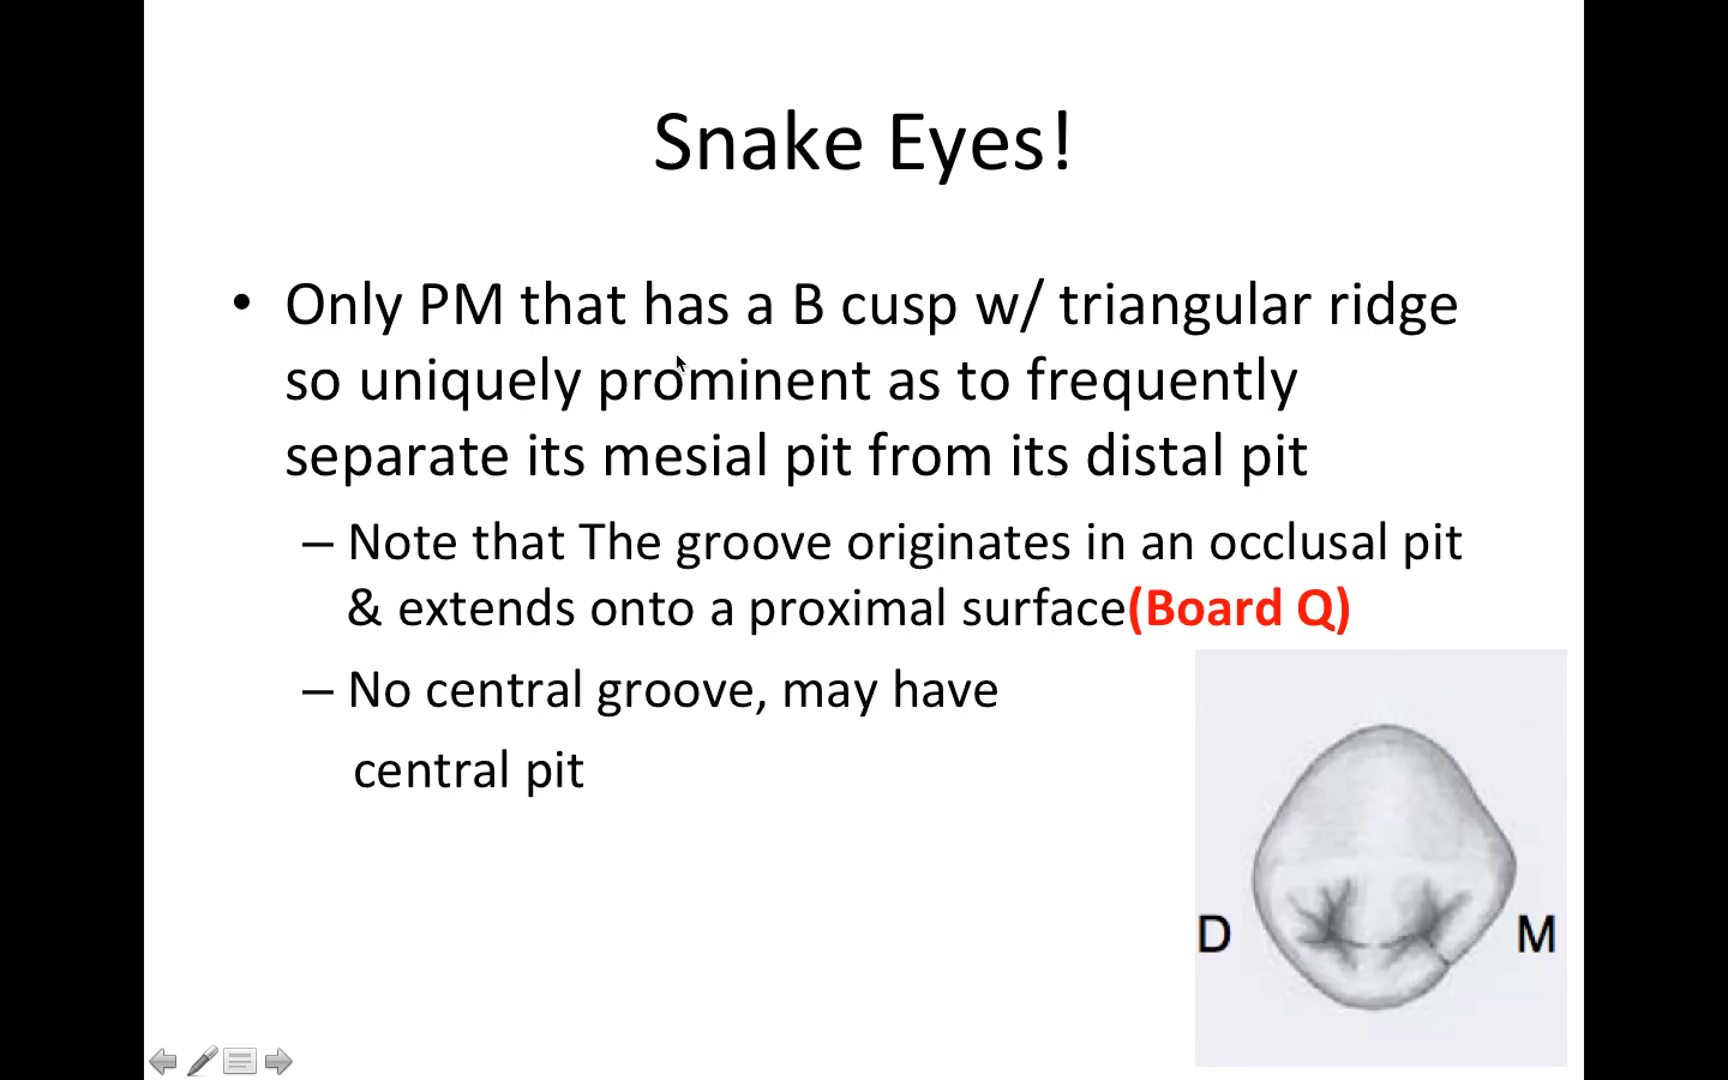 Snake Eyes!
• Only PM that has a B cusp w/ triangular ridge
so uniquely prominent as to frequently
separate its mesial pit from its distal pit
– Note that The groove originates in an occlusal pit
& extends onto a proximal surface(Board Q)
– No central groove, may have
central pit
D M